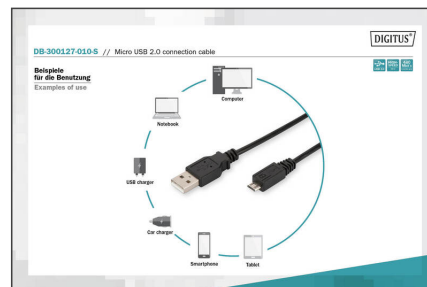 DIGITUS®
DB-300127-010-S // Micro USB 2.0 connection cable
Beispiele
für die Benutzung
Examples of use
Computer
Notebook
USB charger
Car charger
Smartphone
Tablet